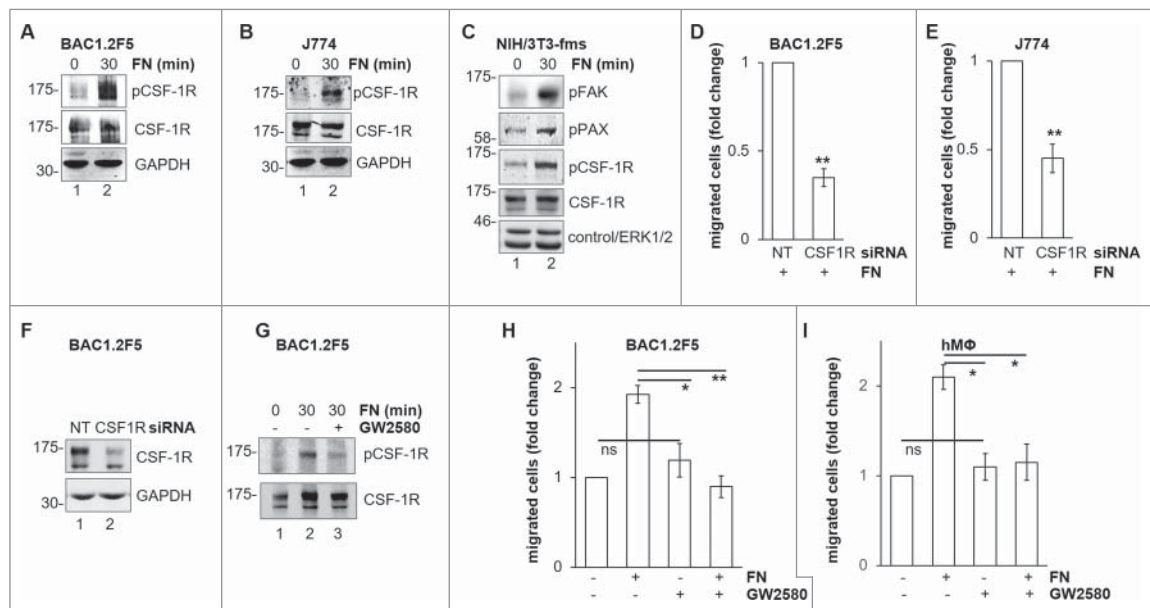 A
BAC1.2F5
0 30 FN (min)
175- pCSF-1R
175- CSF-1R
30- GAPDH
1 2
B
J774
0 30 FN (min)
175- pCSF-1R
175- CSF-1R
30- GAPDH
1 2
C
NIH/3T3-fms
0 30 FN (min)
175-
pFAK
pPAX
58-
175-
pCSF-1R
175-
CSF-1R
46-
control/ERK1/2
1 2
D
BAC1.2F5
migrated cells (fold change)
1
0.5
0
**
NT CSF1R siRNA
+ + FN
E
J774
migrated cells (fold change)
1
0.5
0
**
NT CSF1R siRNA
+ + FN
F
BAC1.2F5
NT CSF1R siRNA
175- CSF-1R
30- GAPDH
1 2
G
BAC1.2F5
0 30 30 FN (min)
- - + GW2580
175- pCSF-1R
175- CSF-1R
1 2 3
H
BAC1.2F5
migrated cells (fold change)
2
1
0
ns
*
**
- + - + FN
- - + + GW2580
I
hMΦ
migrated cells (fold change)
2
1
0
ns
*
*
- + - + FN
- - + + GW2580